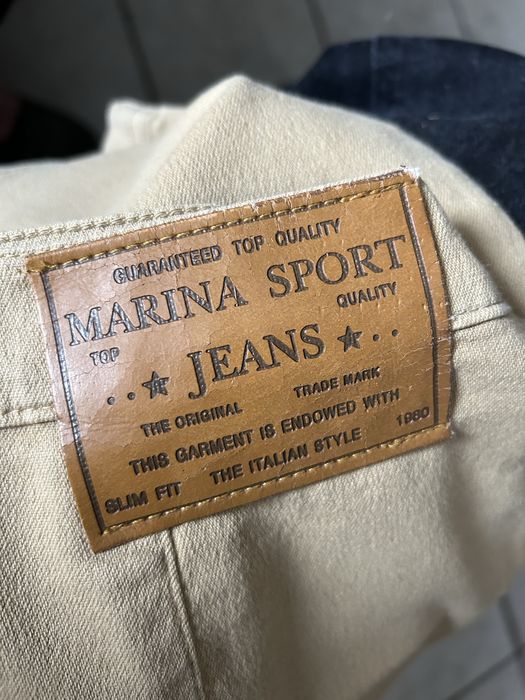 GUARANTEED TOP QUALITY
MARINA SPORT
TOP QUALITY
JEANS
THE ORIGINAL TRADE MARK
THIS GARMENT IS ENDOWED WITH
SLIM FIT THE ITALIAN STYLE 1980